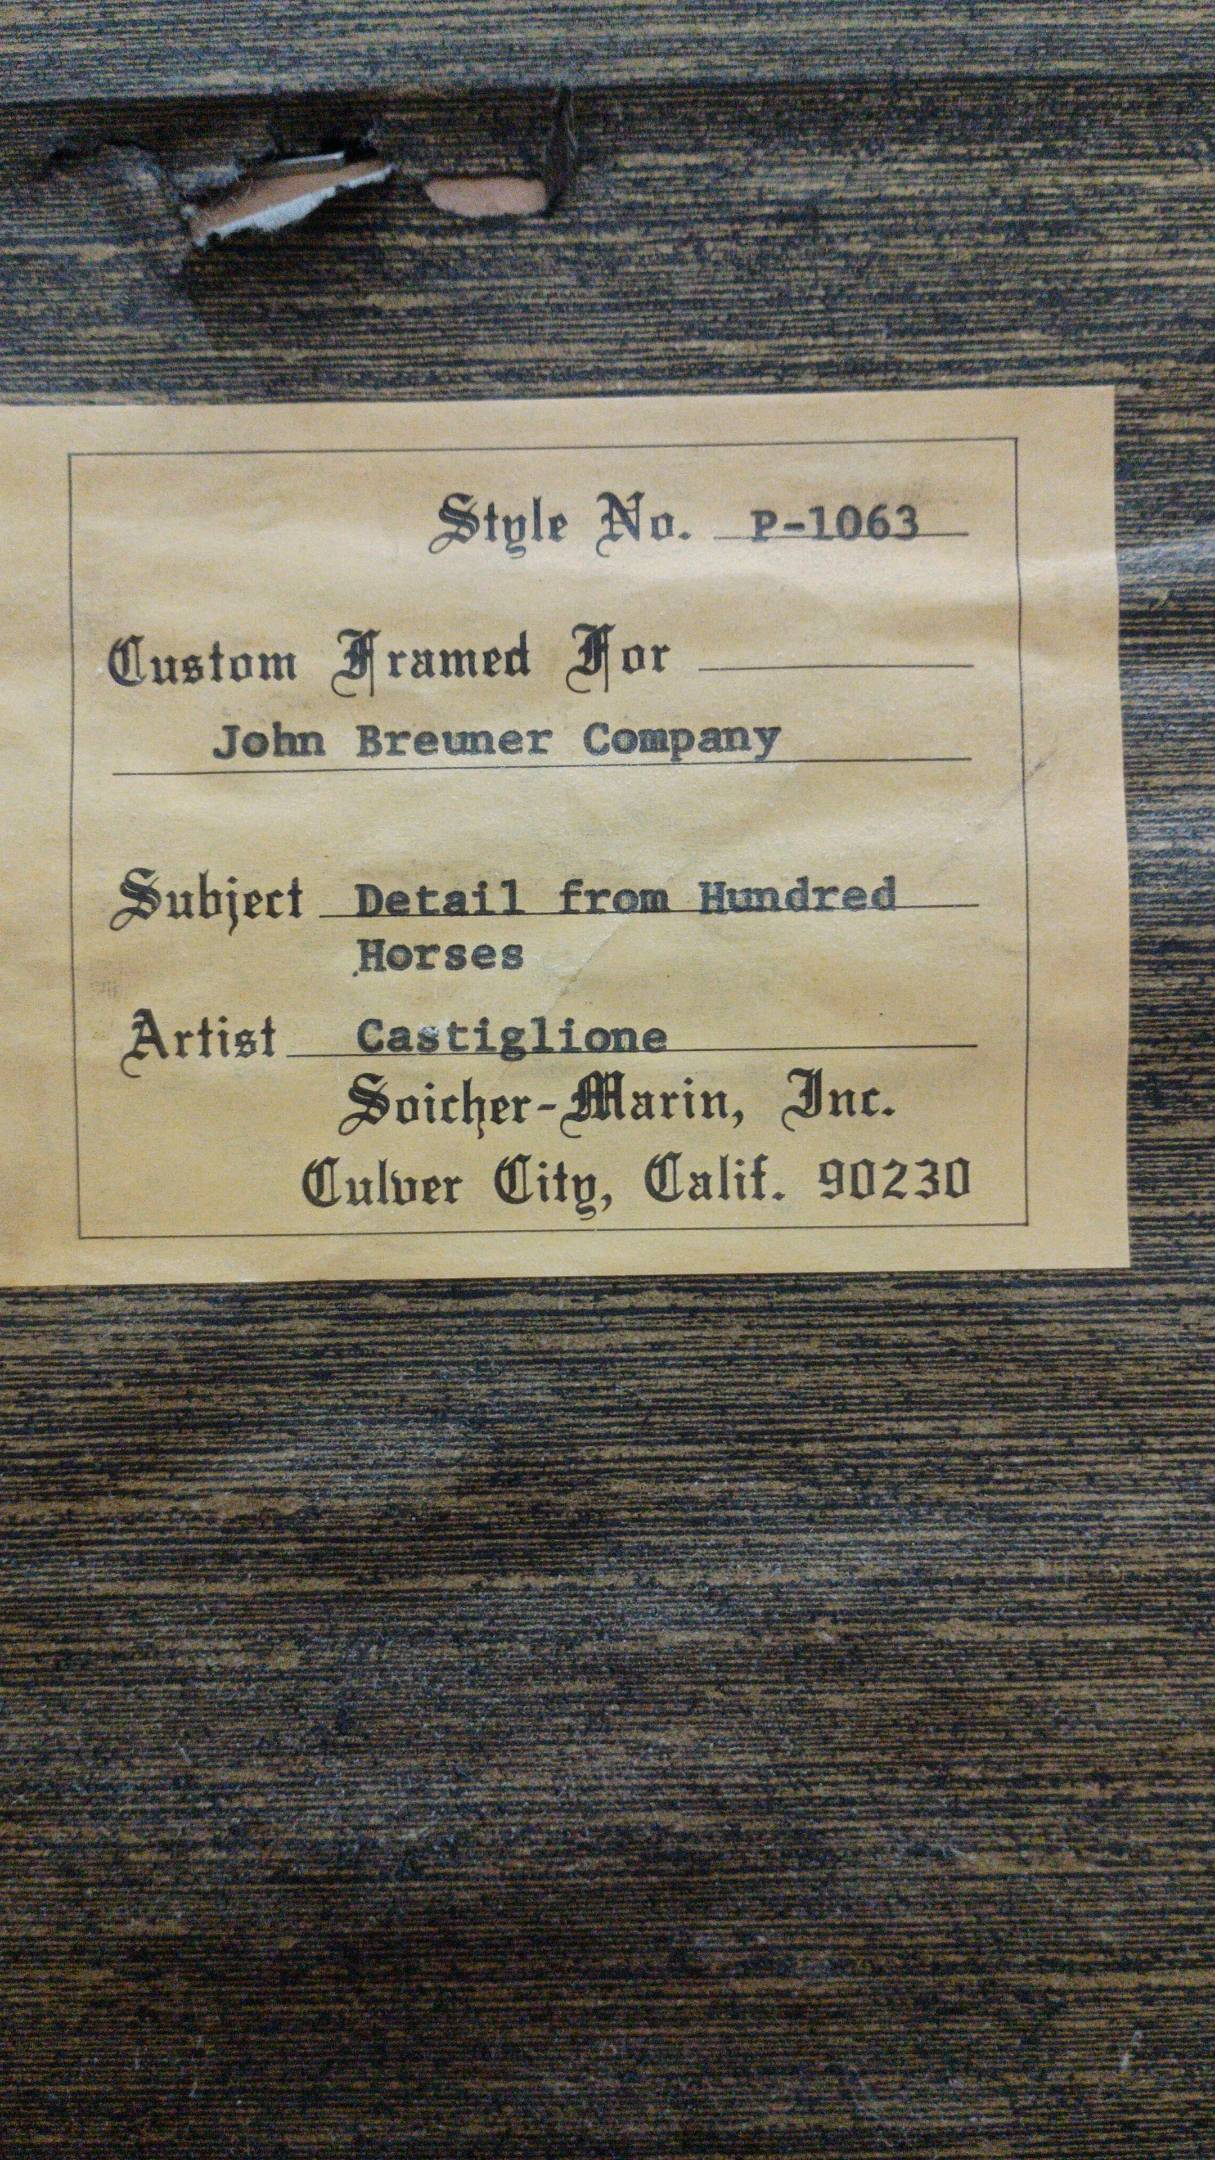 Style No. P-1063
Custom Framed For
John Breuner Company
Subject Detail from Hundred
Horses
Artist Castiglione
Soicher-Marin, Inc.
Culver City, Calif. 90230